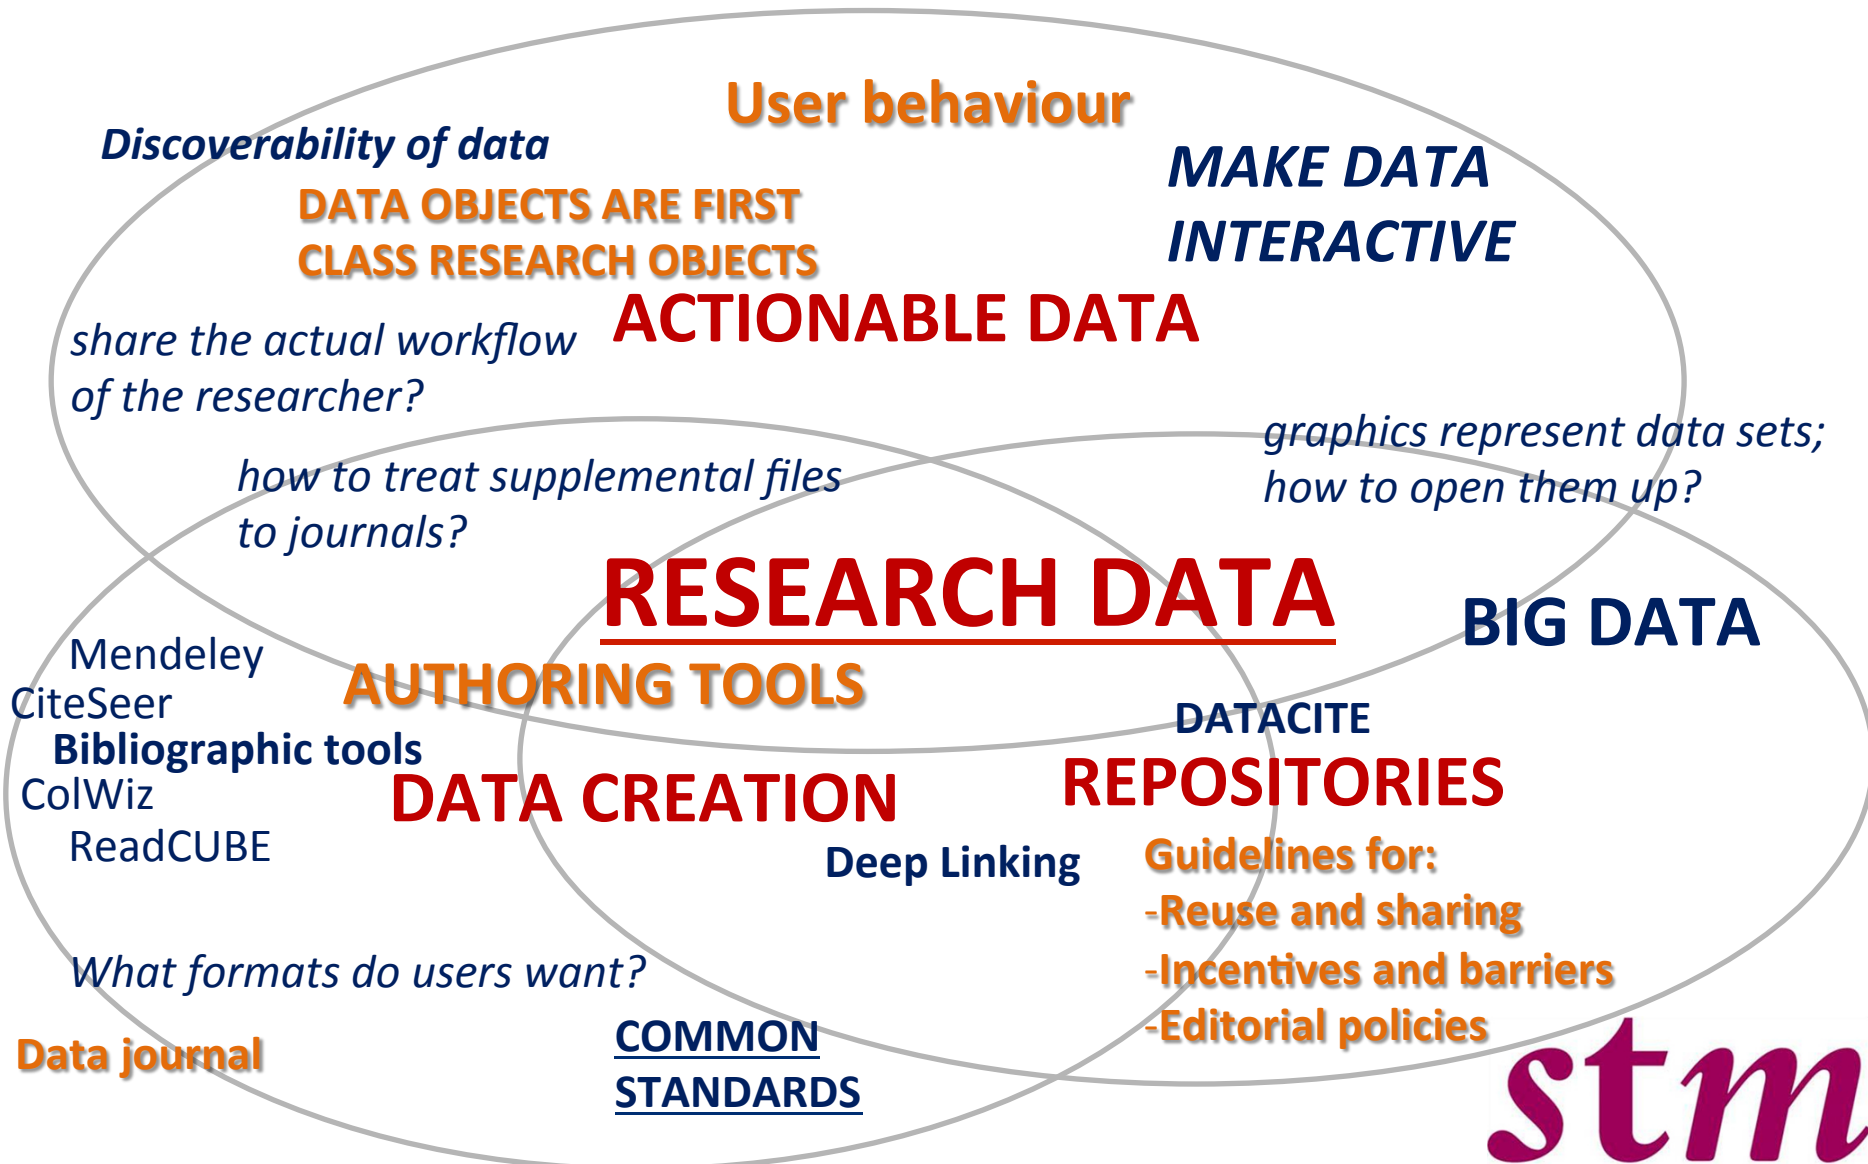 User behaviour
Discoverability of data
MAKE DATA
INTERACTIVE
DATA OBJECTS ARE FIRST
CLASS RESEARCH OBJECTS
ACTIONABLE DATA
share the actual workflow
of the researcher?
graphics represent data sets;
how to open them up?
how to treat supplemental files
to journals?
RESEARCH DATA
BIG DATA
Mendeley
AUTHORING TOOLS
CiteSeer
DATACITE
Bibliographic tools
REPOSITORIES
ColWiz
DATA CREATION
ReadCUBE
Deep Linking
Guidelines for:
-Reuse and sharing
-Incentives and barriers
-Editorial policies
What formats do users want?
COMMON
STANDARDS
Data journal
stm